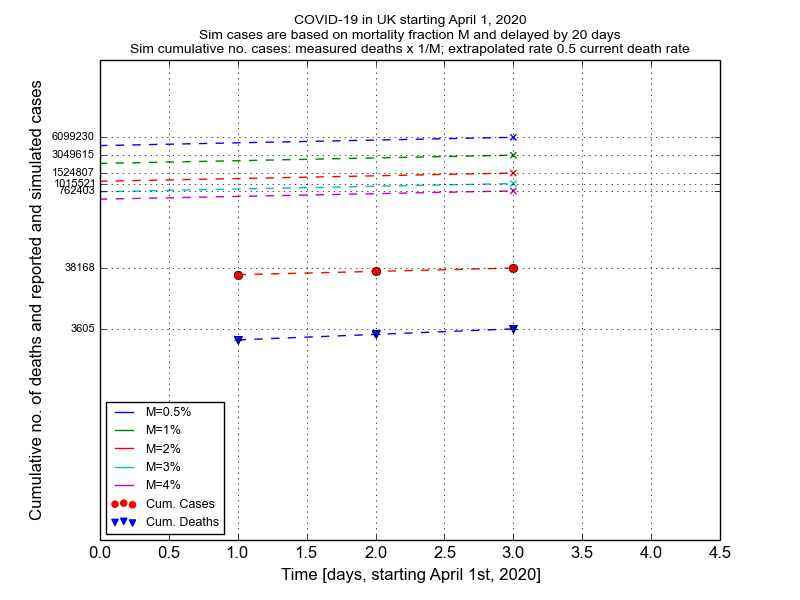 COVID-19 in UK starting April 1, 2020
Sim cases are based on mortality fraction M and delayed by 20 days
Sim cumulative no. cases: measured deaths x 1/M; extrapolated rate 0.5 current death rate
Cumulative no. of deaths and reported and simulated cases
6099230
3049615
1524807
1015521
762403
38168
3605
M=0.5%
M=1%
M=2%
M=3%
M=4%
Cum. Cases
Cum. Deaths
0.0 0.5 1.0 1.5 2.0 2.5 3.0 3.5 4.0 4.5
Time [days, starting April 1st, 2020]